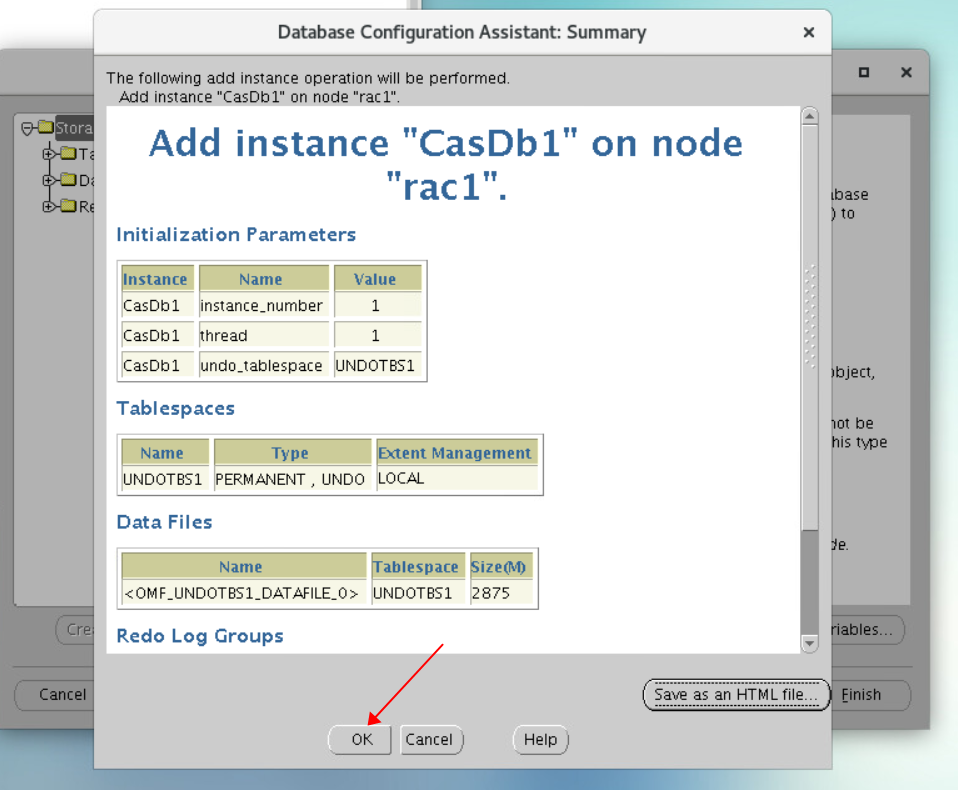 Database Configuration Assistant: Summary
The following add instance operation will be performed.
Add instance "CasDb1" on node "rac1".
Add instance "CasDb1" on node
"rac1".
Initialization Parameters
Instance Name Value
CasDb1 instance_number 1
CasDb1 thread 1
CasDb1 undo_tablespace UNDOTBS1
Tablespaces
Name Type Extent Management
UNDOTBS1 PERMANENT , UNDO LOCAL
Data Files
Name Tablespace Size(M)
<OMF_UNDOTBS1_DATAFILE_0> UNDOTBS1 2875
Redo Log Groups
Save as an HTML file...
OK Cancel Help
Stora
Ta
Da
Re
) to
object,
not be
his type
de.
Cancel
Finish